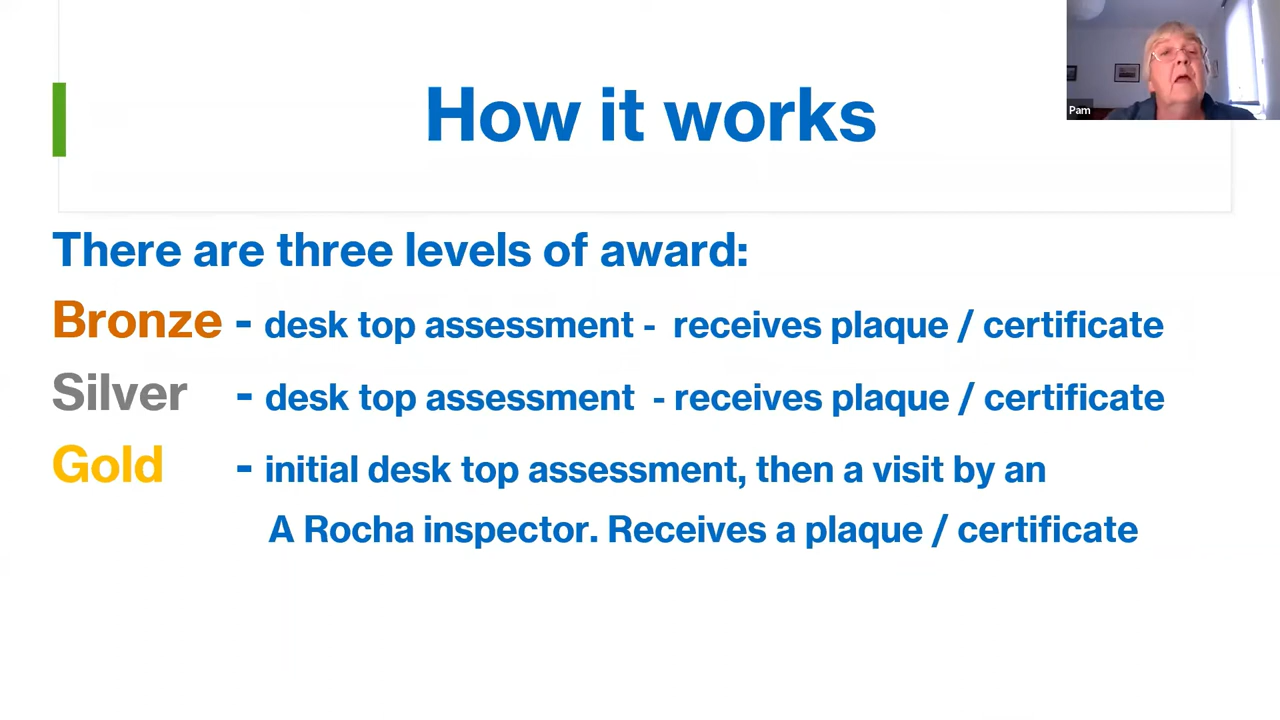 How it works
Pam
There are three levels of award:
Bronze - desk top assessment - receives plaque / certificate
Silver - desk top assessment - receives plaque / certificate
Gold - initial desk top assessment, then a visit by an
A Rocha inspector. Receives a plaque / certificate